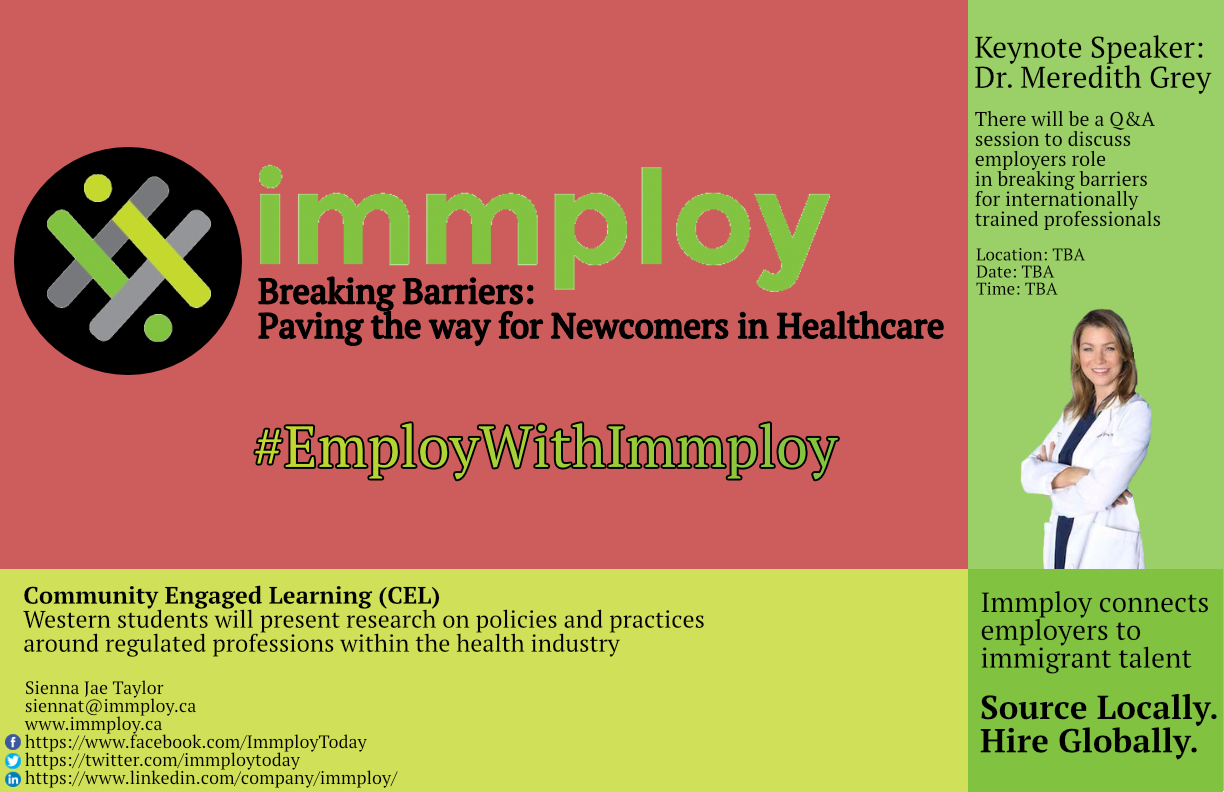 immploy
Breaking Barriers:
Paving the way for Newcomers in Healthcare
#EmployWithImmploy
Keynote Speaker:
Dr. Meredith Grey
There will be a Q&A
session to discuss
employers role
in breaking barriers
for internationally
trained professionals
Location: TBA
Date: TBA
Time: TBA
Community Engaged Learning (CEL)
Western students will present research on policies and practices
around regulated professions within the health industry
Sienna Jae Taylor
siennat@immploy.ca
www.immploy.ca
https://www.facebook.com/ImmployToday
https://twitter.com/immploytoday
https://www.linkedin.com/company/immploy/
Immploy connects
employers to
immigrant talent
Source Locally.
Hire Globally.